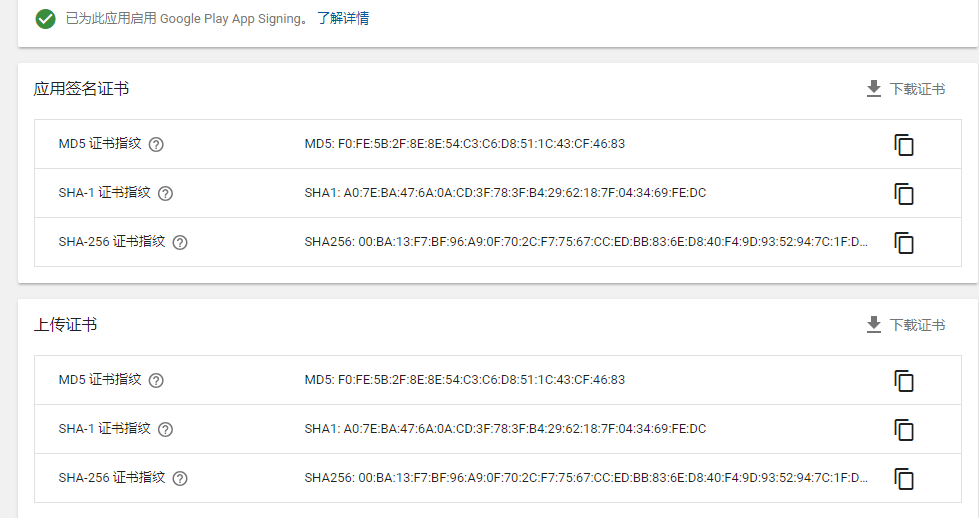 已为此应用启用 Google Play App Signing。 了解详情
应用签名证书
下载证书
MD5 证书指纹
MD5: F0:FE:5B:2F:8E:8E:54:C3:C6:D8:51:1C:43:CF:46:83
SHA-1 证书指纹
SHA1: A0:7E:BA:47:6A:0A:CD:3F:78:3F:B4:29:62:18:7F:04:34:69:FE:DC
SHA-256 证书指纹
SHA256: 00:BA:13:F7:BF:96:A9:0F:70:2C:F7:75:67:CC:ED:BB:83:6E:D8:40:F4:9D:93:52:94:7C:1F:D...
上传证书
下载证书
MD5 证书指纹
MD5: F0:FE:5B:2F:8E:8E:54:C3:C6:D8:51:1C:43:CF:46:83
SHA-1 证书指纹
SHA1: A0:7E:BA:47:6A:0A:CD:3F:78:3F:B4:29:62:18:7F:04:34:69:FE:DC
SHA-256 证书指纹
SHA256: 00:BA:13:F7:BF:96:A9:0F:70:2C:F7:75:67:CC:ED:BB:83:6E:D8:40:F4:9D:93:52:94:7C:1F:D...